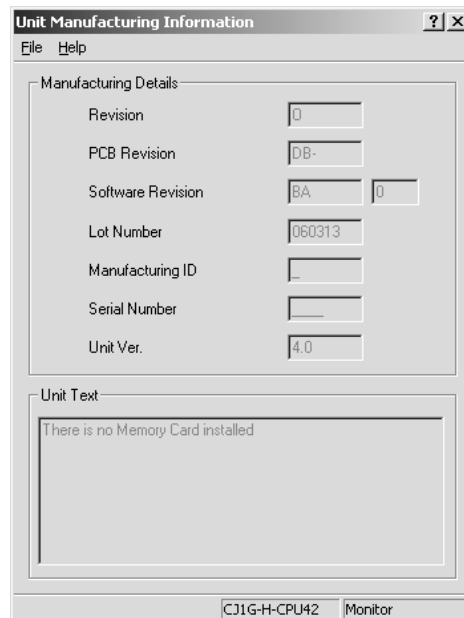 Unit Manufacturing Information
File Help
Manufacturing Details
Revision O
PCB Revision DB-
Software Revision BA 0
Lot Number 060313
Manufacturing ID _
Serial Number ____
Unit Ver. 4.0
Unit Text
There is no Memory Card installed
CJ1G-H-CPU42 Monitor